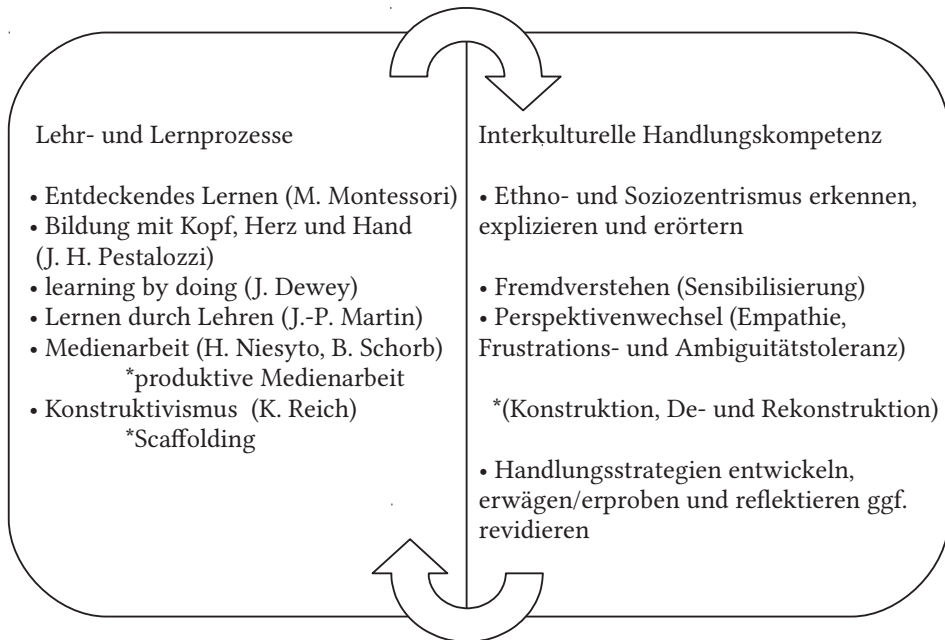 Lehr- und Lernprozesse
• Entdeckendes Lernen (M. Montessori)
• Bildung mit Kopf, Herz und Hand
(J. H. Pestalozzi)
• learning by doing (J. Dewey)
• Lernen durch Lehren (J.-P. Martin)
• Medienarbeit (H. Niesyto, B. Schorb)
*produktive Medienarbeit
• Konstruktivismus (K. Reich)
*Scaffolding
Interkulturelle Handlungskompetenz
• Ethno- und Soziozentrismus erkennen,
explizieren und erörtern
• Fremdverstehen (Sensibilisierung)
• Perspektivenwechsel (Empathie,
Frustrations- und Ambiguitätstoleranz)
*(Konstruktion, De- und Rekonstruktion)
• Handlungsstrategien entwickeln,
erwägen/erproben und reflektieren ggf.
revidieren